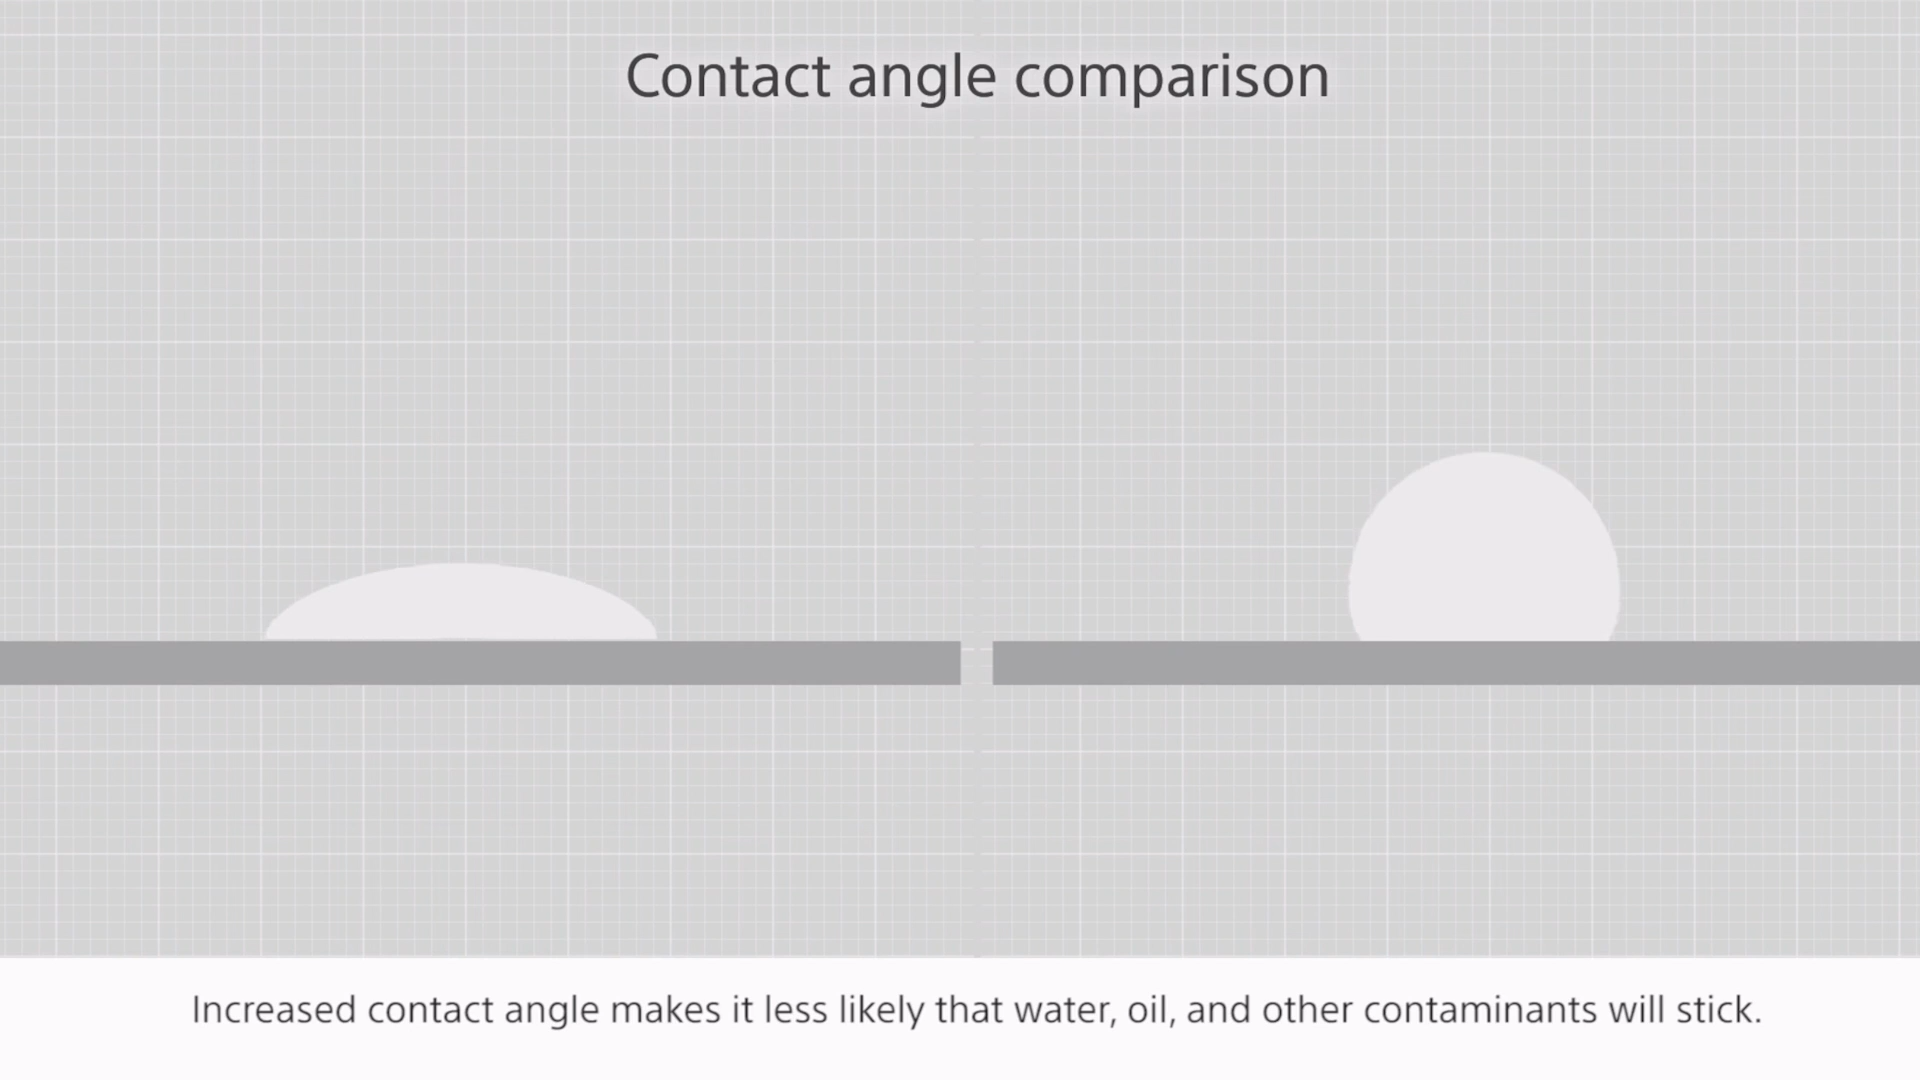 Contact angle comparison
Increased contact angle makes it less likely that water, oil, and other contaminants will stick.